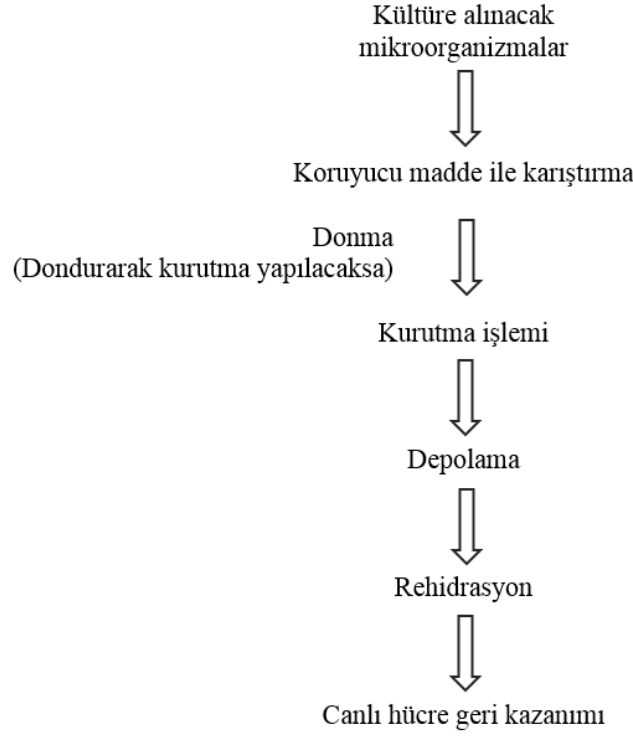 Kültüre alınacak
mikroorganizmalar
Koruyucu madde ile karıştırma
Donma
(Dondurarak kurutma yapılacaksa)
Kurutma işlemi
Depolama
Rehidrasyon
Canlı hücre geri kazanımı